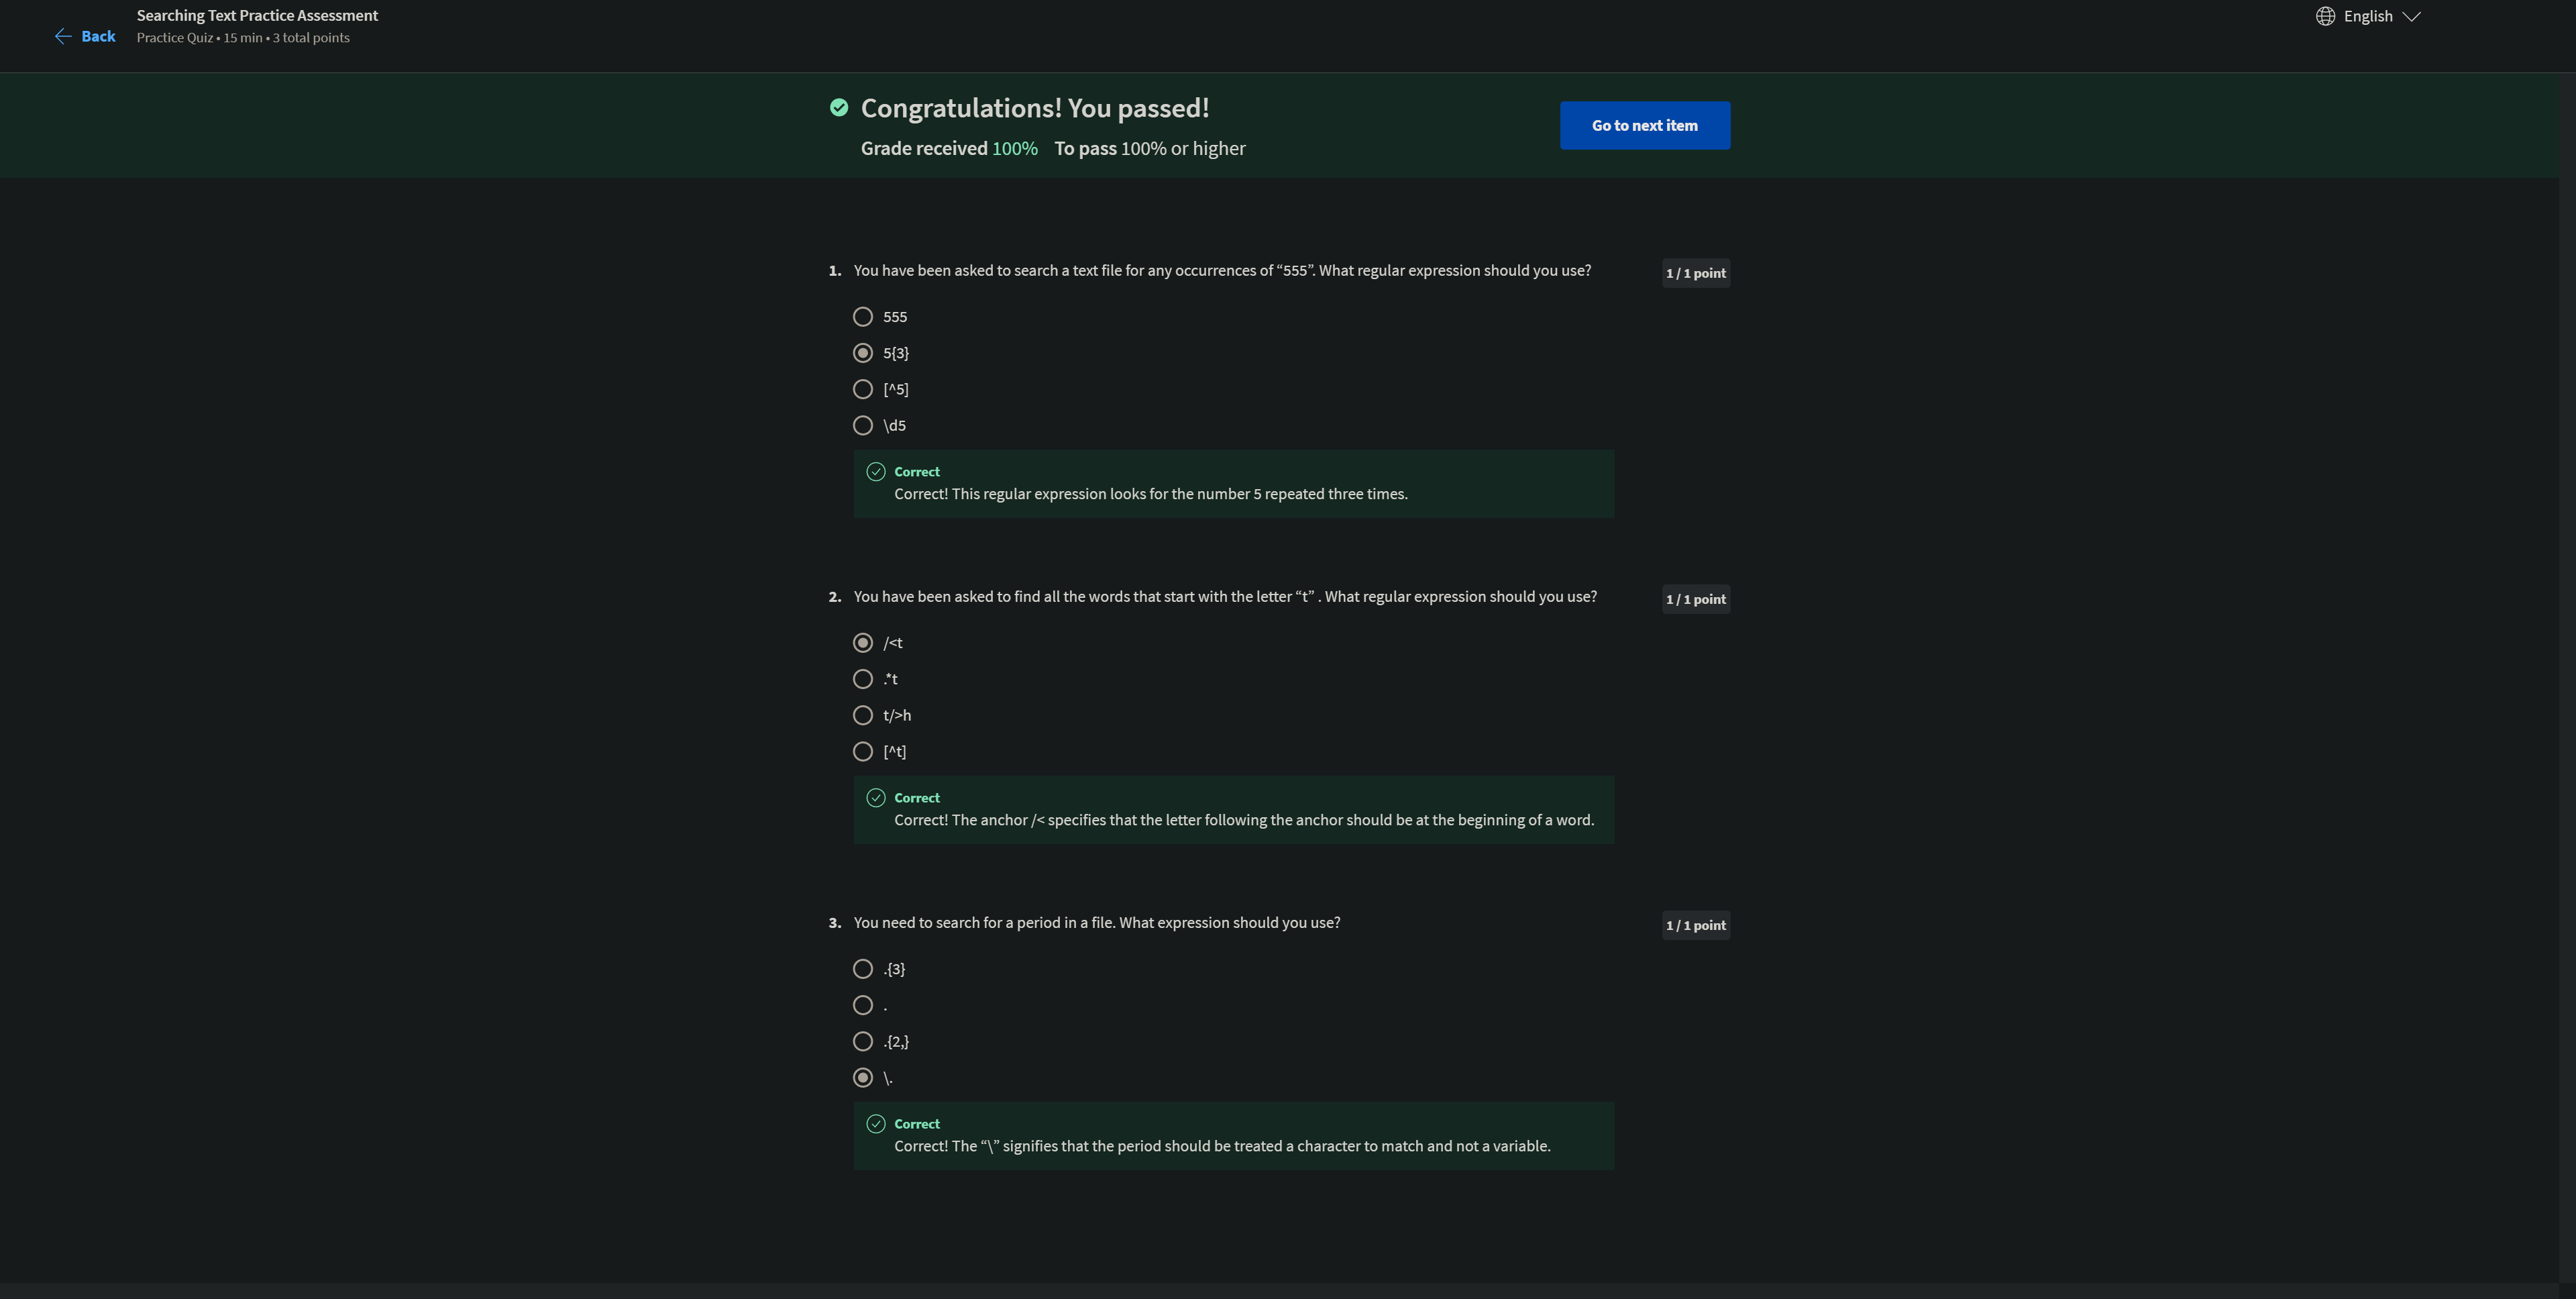 Searching Text Practice Assessment
Back
Practice Quiz • 15 min • 3 total points
English
Congratulations! You passed!
Grade received 100% To pass 100% or higher
Go to next item
1. You have been asked to search a text file for any occurrences of “555”. What regular expression should you use?
1 / 1 point
555
5{3}
[^5]
\d5
Correct
Correct! This regular expression looks for the number 5 repeated three times.
2. You have been asked to find all the words that start with the letter “t” . What regular expression should you use?
1 / 1 point
/<t
.*t
t/>h
[^t]
Correct
Correct! The anchor /< specifies that the letter following the anchor should be at the beginning of a word.
3. You need to search for a period in a file. What expression should you use?
1 / 1 point
.{3}
.
.{2,}
\.
Correct
Correct! The “\” signifies that the period should be treated a character to match and not a variable.